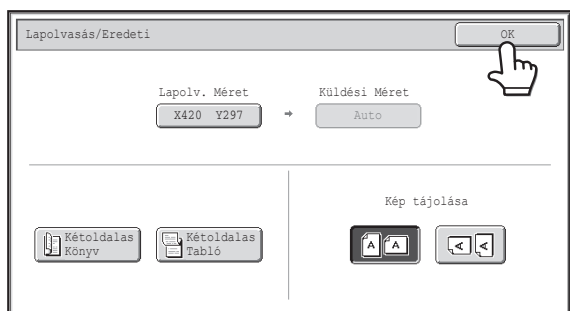 Lapolvasás/Eredeti
OK
Lapolv. Méret
Küldési Méret
X420 Y297
Auto
Kétoldalas
Könyv
Kétoldalas
Tabló
Kép tájolása
A A
A A